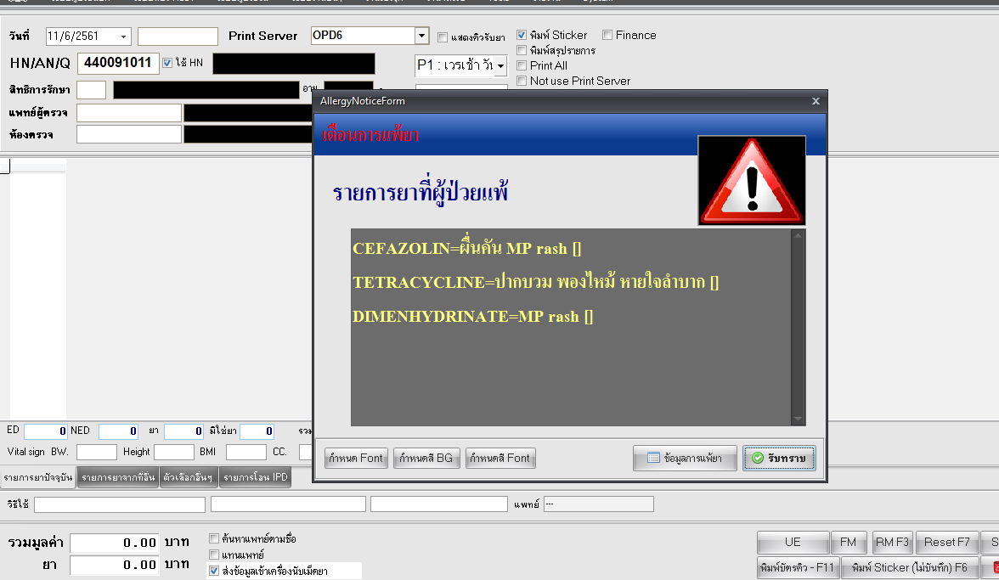 วันที่ 11/6/2561 Print Server OPD6 แสดงคิวรับยา พิมพ์ Sticker Finance
พิมพ์สรุปรายการ
HN/AN/Q 440091011 ใช้ HN P1 : เวรเช้า วัน Print All
Not use Print Server
สิทธิการรักษา อายุ
แพทย์ผู้ตรวจ
ห้องตรวจ
AllergyNoticeForm x
เตือนการแพ้ยา
รายการยาที่ผู้ป่วยแพ้
CEFAZOLIN=ผื่นคัน MP rash []
TETRACYCLINE=ปากบวม พองไหม้ หายใจลำบาก []
DIMENHYDRINATE=MP rash []
กำหนด Font กำหนดสี BG กำหนดสี Font ข้อมูลการแพ้ยา รับทราบ
ED 0 NED 0 ยา 0 มิใช่ยา 0 รวม
Vital sign BW. Height BMI CC.
รายการยาปัจจุบัน รายการยาจากที่อื่น ตัวเลือกอื่นๆ รายการโอน IPD
วิธีใช้ แพทย์ ---
รวมมูลค่า 0.00 บาท
ยา 0.00 บาท
ค้นหาแพทย์ตามชื่อ
แทนแพทย์
ส่งข้อมูลเข้าเครื่องนับเม็ดยา
UE FM RM F3 Reset F7 S
พิมพ์บัตรคิว - F11 พิมพ์ Sticker (ไม่บันทึก) F6